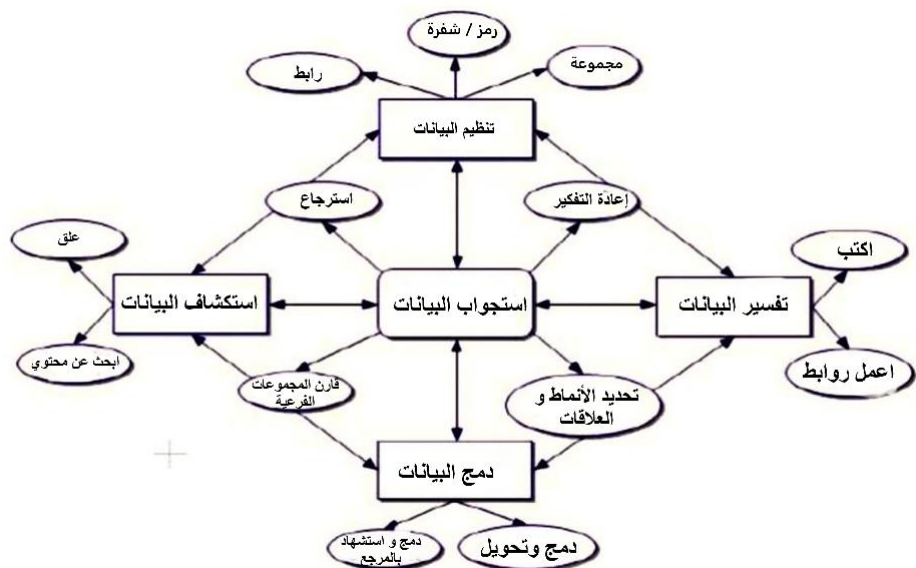 رمز / شفرة
مجموعة
رابط
تنظيم البيانات
إعادة التفكير
استرجاع
اكتب
علق
تفسير البيانات
استجواب البيانات
استكشاف البيانات
اعمل روابط
ابحث عن محتوي
تحديد الأنماط و
العلاقات
قارن المجموعات
الفرعية
دمج البيانات
دمج وتحويل
دمج و استشهاد
بالمرجع